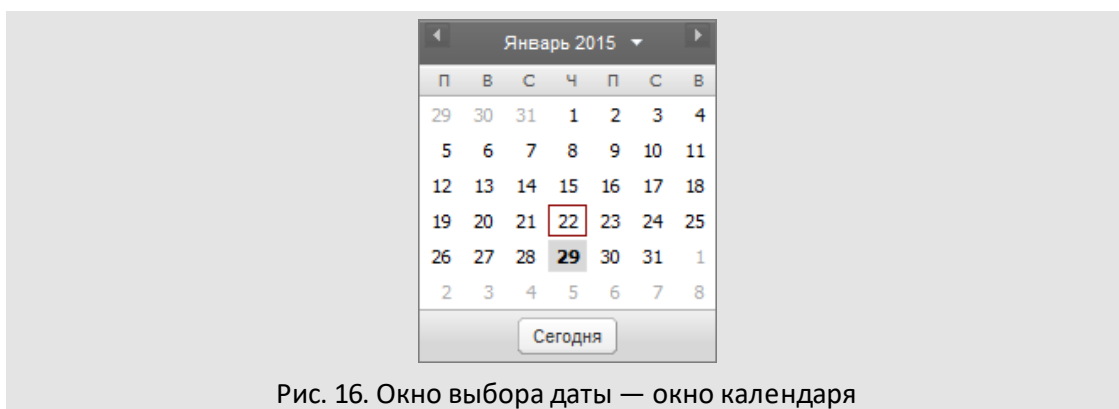 Январь 2015
П В С Ч П С В
29 30 31 1 2 3 4
5 6 7 8 9 10 11
12 13 14 15 16 17 18
19 20 21 22 23 24 25
26 27 28 29 30 31 1
2 3 4 5 6 7 8
Сегодня
Рис. 16. Окно выбора даты — окно календаря